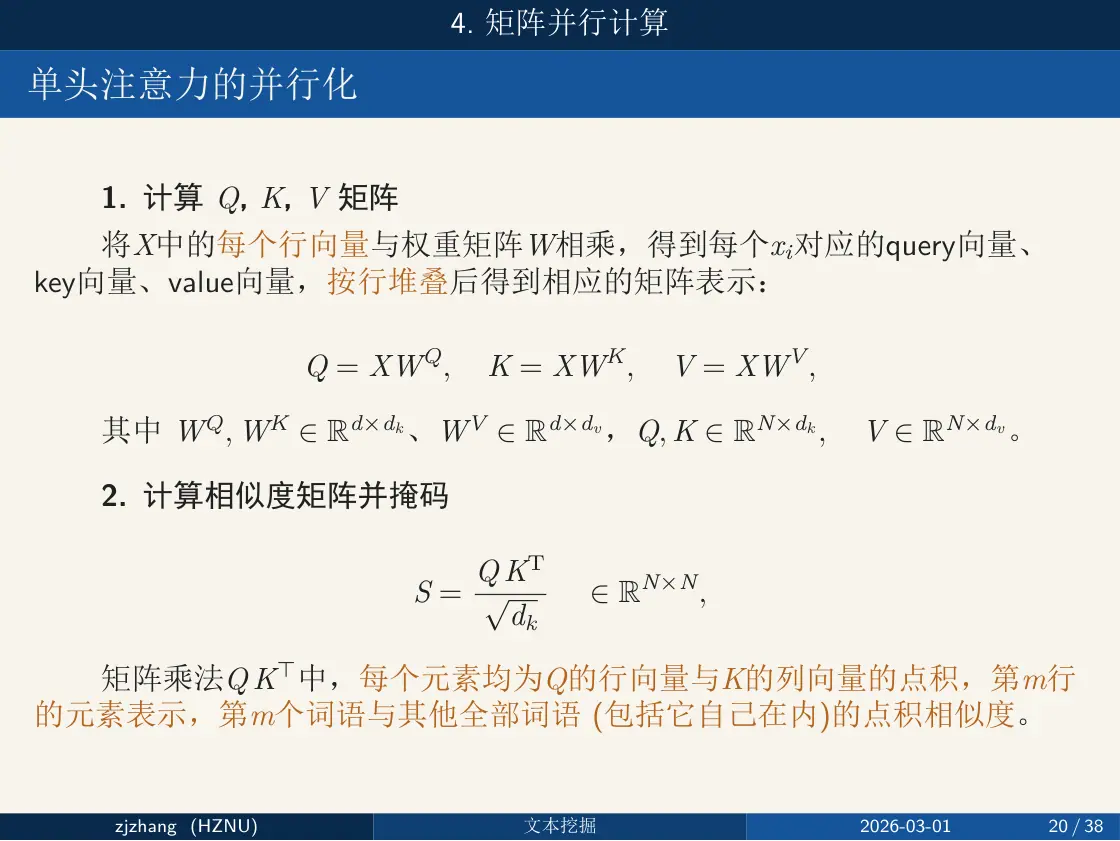 4. 矩阵并行计算
单头注意力的并行化
1. 计算 Q, K, V 矩阵
将X中的每个行向量与权重矩阵W相乘，得到每个x_i对应的query向量、
key向量、value向量，按行堆叠后得到相应的矩阵表示：
Q = XW^Q, K = XW^K, V = XW^V,
其中 W^Q, W^K ∈ ℝ^{d×d_k}、W^V ∈ ℝ^{d×d_v}，Q, K ∈ ℝ^{N×d_k}, V ∈ ℝ^{N×d_v}。
2. 计算相似度矩阵并掩码
S = \frac{QK^T}{\sqrt{d_k}} ∈ ℝ^{N×N},
矩阵乘法QK^⊤中，每个元素均为Q的行向量与K的列向量的点积，第m行
的元素表示，第m个词语与其他全部词语 (包括它自己在内)的点积相似度。
zjzhang (HZNU) 文本挖掘 2026-03-01 20 / 38